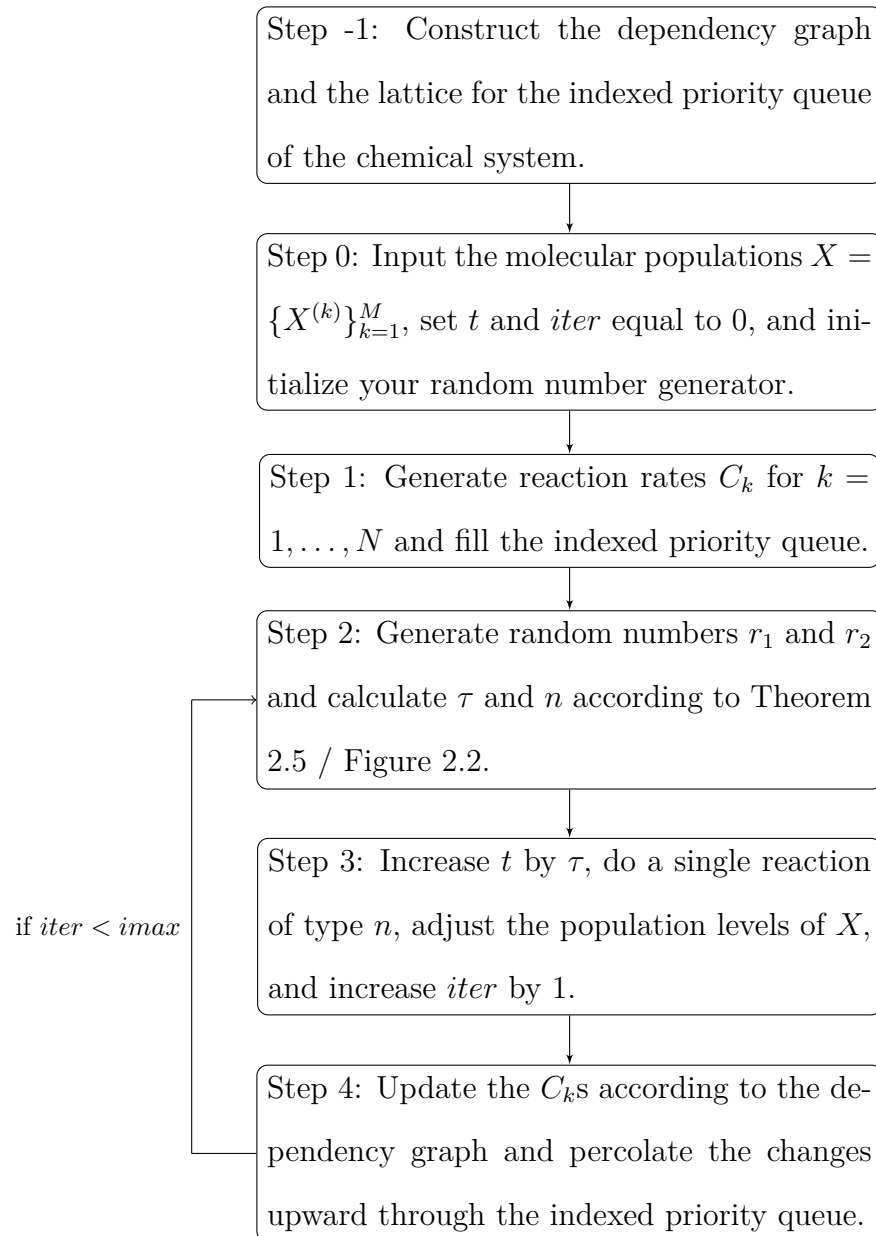 Step -1: Construct the dependency graph
and the lattice for the indexed priority queue
of the chemical system.
Step 0: Input the molecular populations $X =$
$\{X^{(k)}\}_{k=1}^{M}$, set $t$ and $iter$ equal to 0, and ini-
tialize your random number generator.
Step 1: Generate reaction rates $C_k$ for $k =$
$1, \ldots, N$ and fill the indexed priority queue.
Step 2: Generate random numbers $r_1$ and $r_2$
and calculate $\tau$ and $n$ according to Theorem
2.5 / Figure 2.2.
Step 3: Increase $t$ by $\tau$, do a single reaction
of type $n$, adjust the population levels of $X$,
and increase $iter$ by 1.
if $iter < imax$
Step 4: Update the $C_k$s according to the de-
pendency graph and percolate the changes
upward through the indexed priority queue.